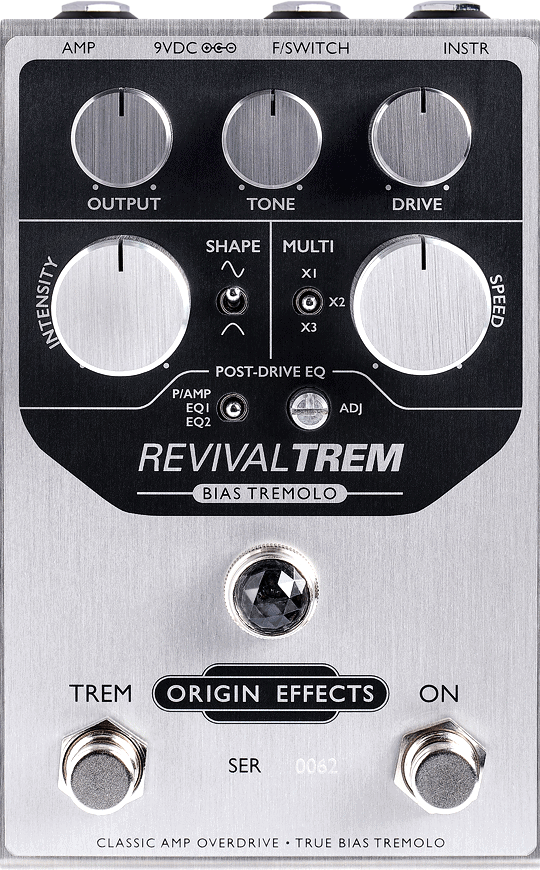 AMP 9VDC F/SWITCH INSTR
OUTPUT TONE DRIVE
INTENSITY
SHAPE
MULTI
X1
X2
X3
SPEED
POST-DRIVE EQ
P/AMP
EQ1
EQ2
ADJ
REVIVALTREM
BIAS TREMOLO
TREM
ORIGIN EFFECTS
ON
SER 0062
CLASSIC AMP OVERDRIVE • TRUE BIAS TREMOLO